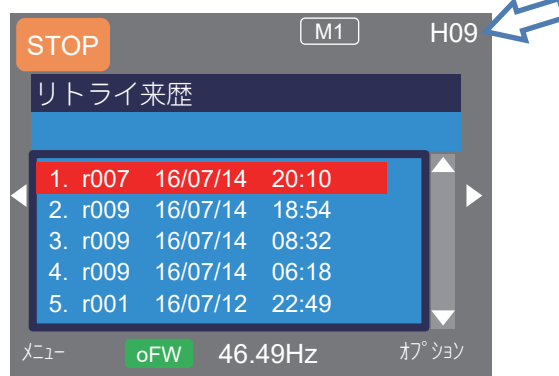 STOP M1 H09
リトライ来歴
1. r007 16/07/14 20:10
2. r009 16/07/14 18:54
3. r009 16/07/14 08:32
4. r009 16/07/14 06:18
5. r001 16/07/12 22:49
ﾒﾆｭｰ oFW 46.49Hz ｵﾌﾟｼｮﾝ